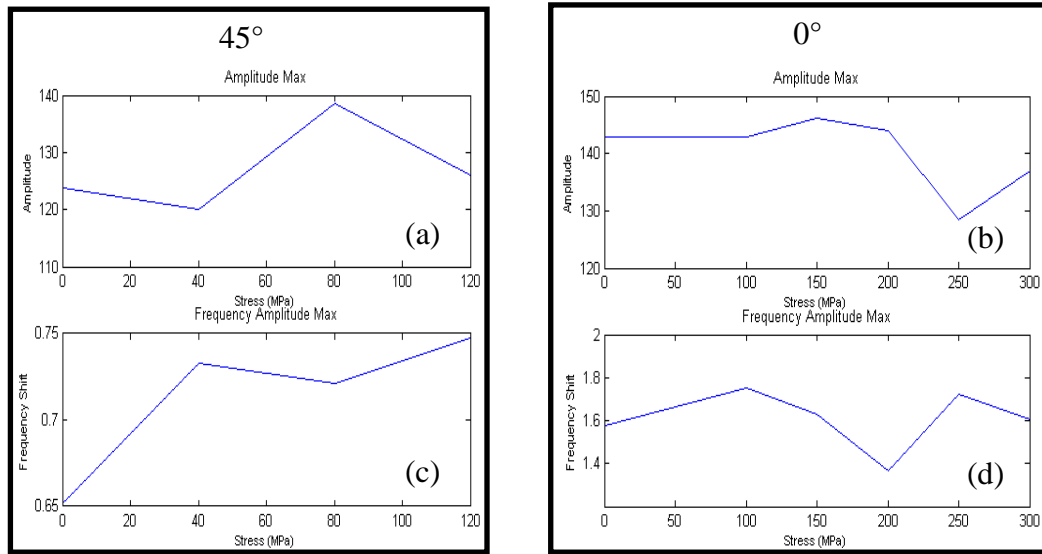 45°
Amplitude Max
140
130
120
110
Amplitude
0 20 40 60 80 100 120
Stress (MPa)
(a)
Frequency Amplitude Max
0.75
0.7
0.65
Frequency Shift
0 20 40 60 80 100 120
Stress (MPa)
(c)
0°
Amplitude Max
150
140
130
120
Amplitude
0 50 100 150 200 250 300
Stress (MPa)
(b)
Frequency Amplitude Max
2
1.8
1.6
1.4
Frequency Shift
0 50 100 150 200 250 300
Stress (MPa)
(d)